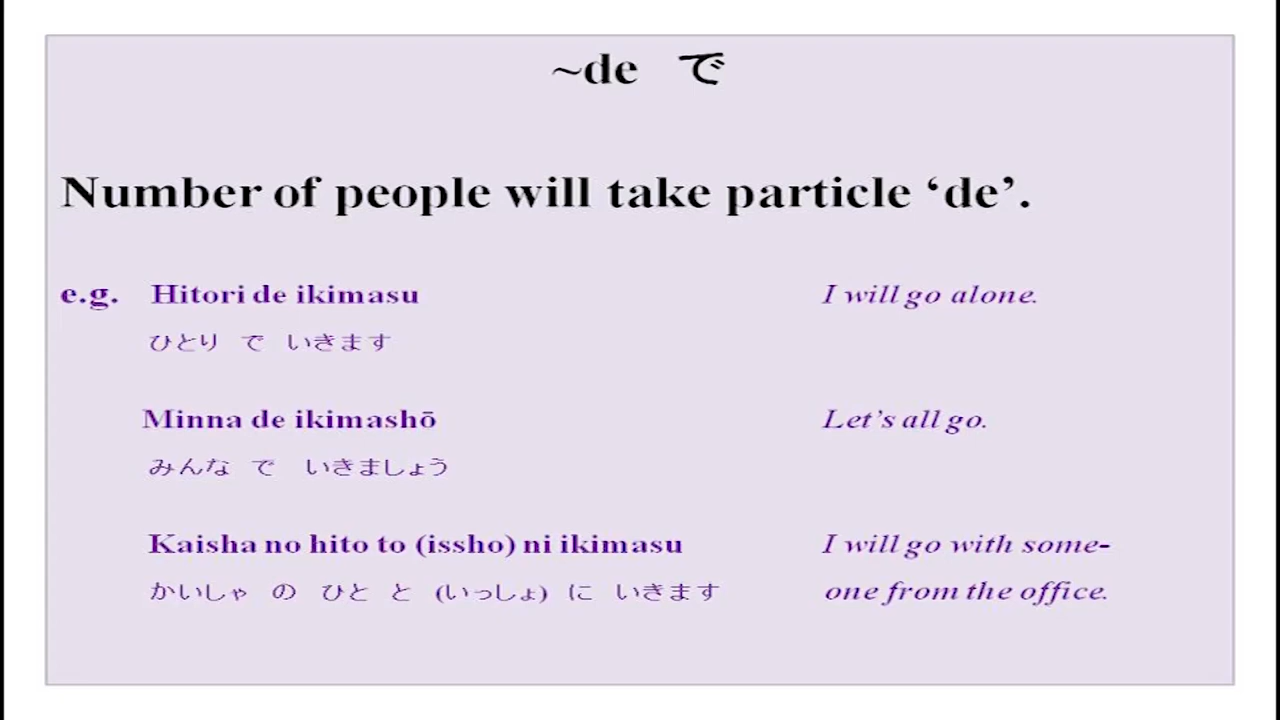 ~de で
Number of people will take particle ‘de’.
e.g. Hitori de ikimasu I will go alone.
ひとり で いきます
Minna de ikimashō Let’s all go.
みんな で いきましょう
Kaisha no hito to (issho) ni ikimasu I will go with some-
かいしゃ の ひと と (いっしょ) に いきます one from the office.